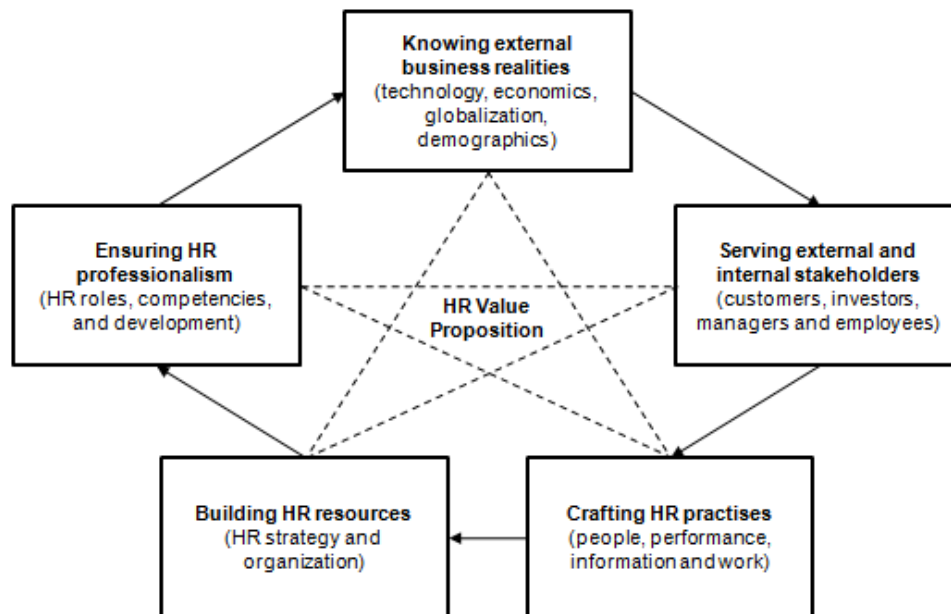 Knowing external
business realities
(technology, economics,
globalization,
demographics)
Ensuring HR
professionalism
(HR roles, competencies,
and development)
HR Value
Proposition
Serving external and
internal stakeholders
(customers, investors,
managers and employees)
Building HR resources
(HR strategy and
organization)
Crafting HR practises
(people, performance,
information and work)